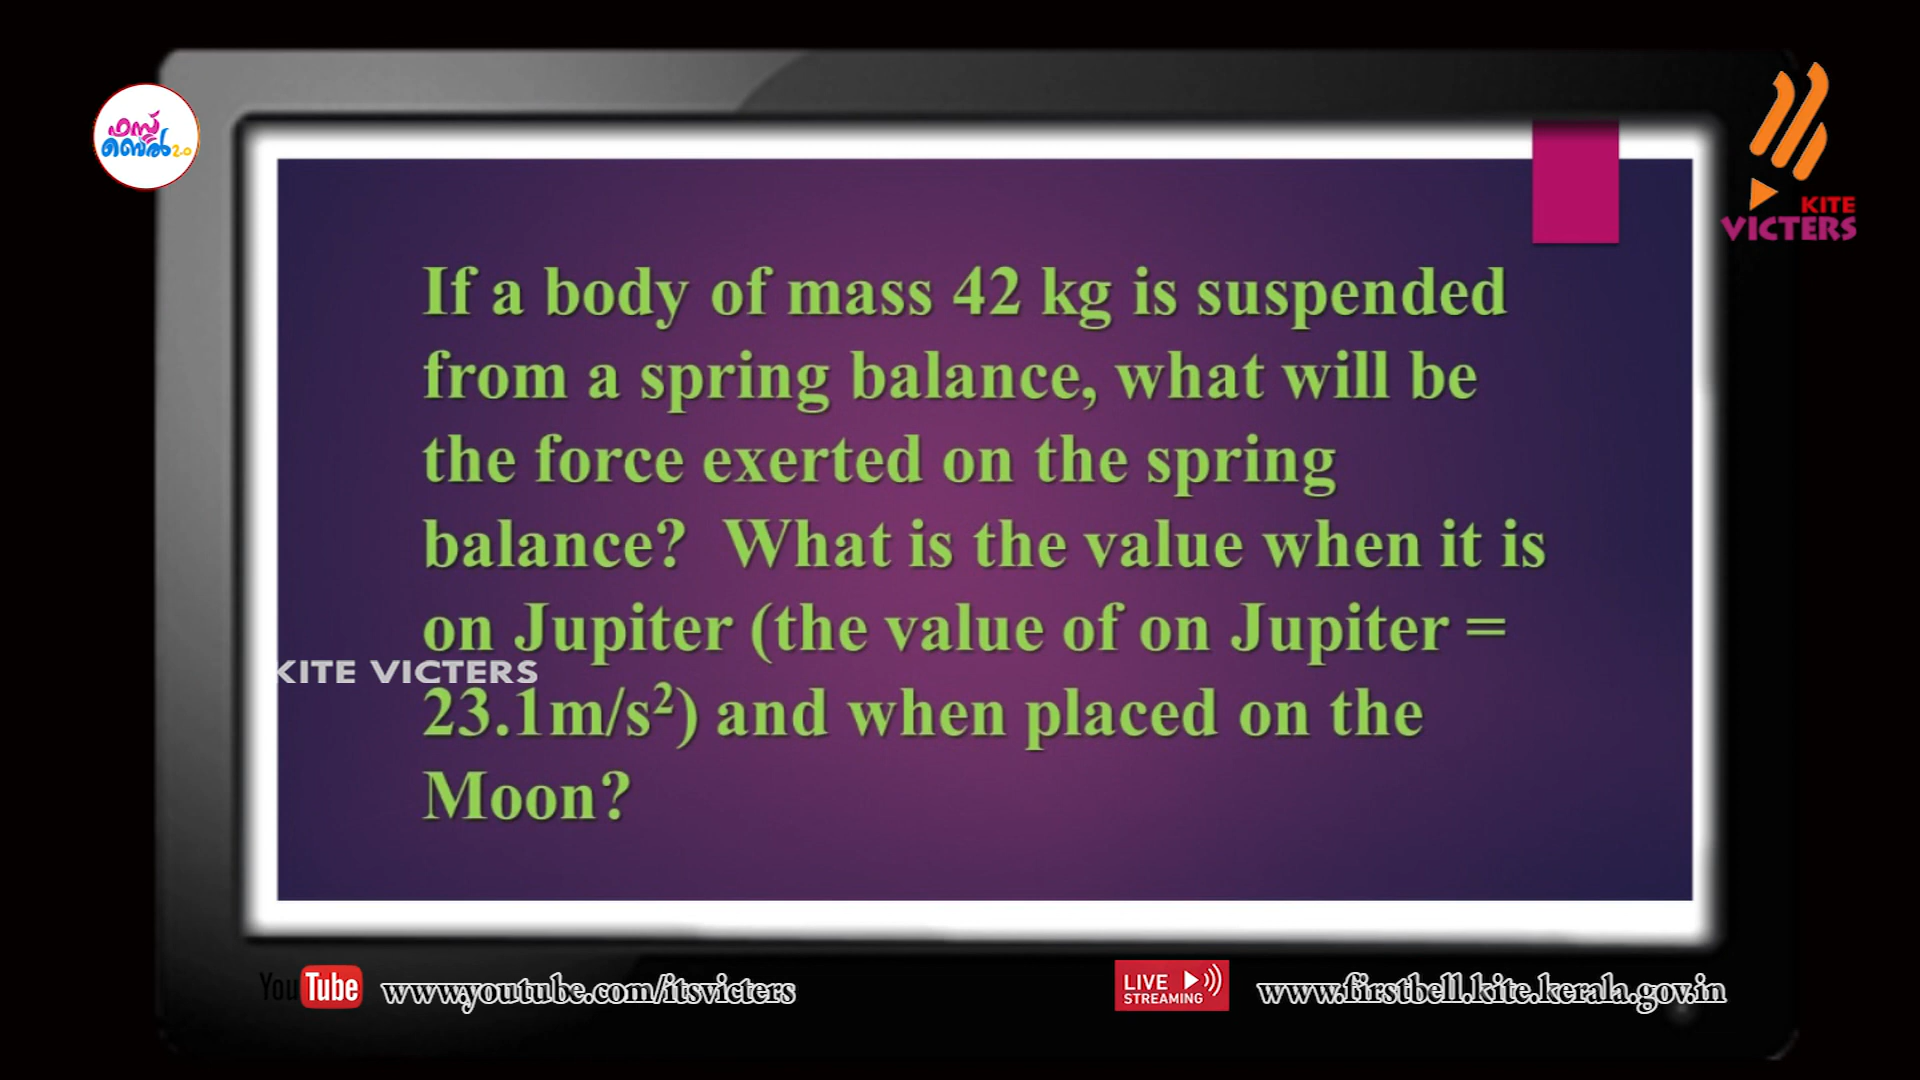 ഫസ്റ്റ്
ബെൽ 2.0
KITE
VICTERS
If a body of mass 42 kg is suspended
from a spring balance, what will be
the force exerted on the spring
balance? What is the value when it is
on Jupiter (the value of on Jupiter =
KITE VICTERS
23.1m/s²) and when placed on the
Moon?
YouTube www.youtube.com/itsvicters
LIVE STREAMING www.firstbell.kite.kerala.gov.in